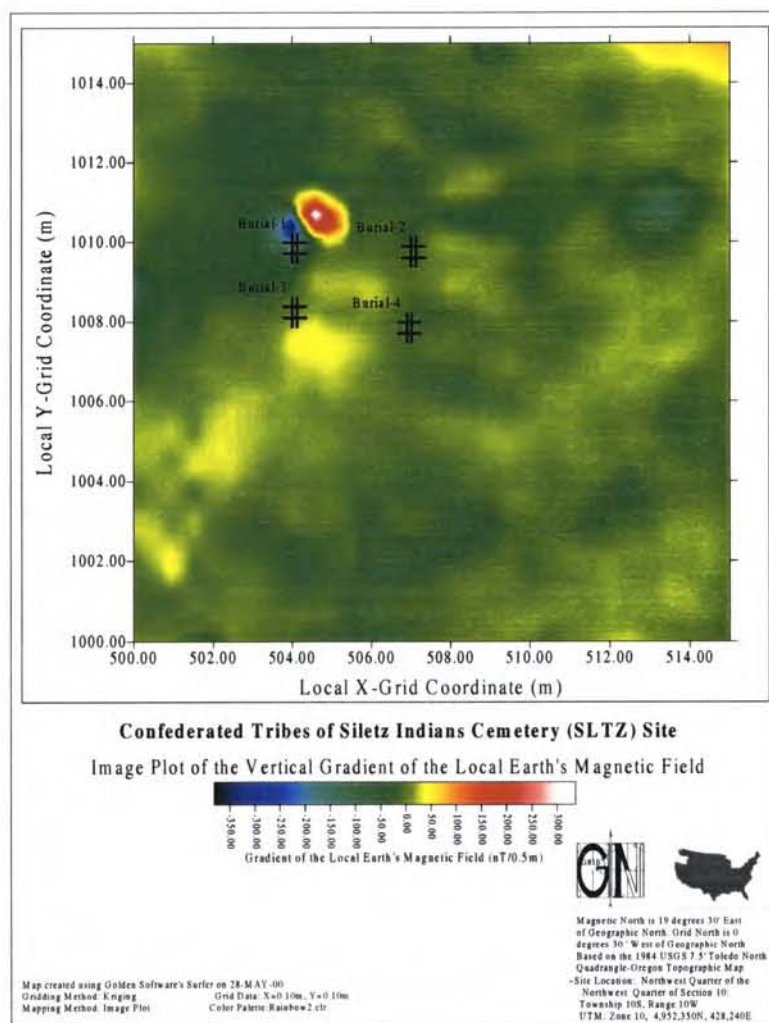 1014.00
1012.00
Burial-1
Burial-2
1010.00
Burial-3
Burial-4
1008.00
1006.00
1004.00
1002.00
1000.00
Local Y-Grid Coordinate (m)
500.00 502.00 504.00 506.00 508.00 510.00 512.00 514.00
Local X-Grid Coordinate (m)
Confederated Tribes of Siletz Indians Cemetery (SLTZ) Site
Image Plot of the Vertical Gradient of the Local Earth's Magnetic Field
-350.00 -300.00 -250.00 -200.00 -150.00 -100.00 -50.00 0.00 50.00 100.00 150.00 200.00 250.00 300.00
Gradient of the Local Earth's Magnetic Field (nT/0.5m)
Magnetic North is 19 degrees 30' East
of Geographic North. Grid North is 0
degrees 30' West of Geographic North
Based on the 1984 USGS 7.5' Toledo North
Quadrangle-Oregon Topographic Map
-Site Location: Northwest Quarter of the
Northwest Quarter of Section 10:
Township 10S, Range 10W
UTM: Zone 10, 4,952,350N, 428,240E
Map created using Golden Software's Surfer on 28-MAY-00
Gridding Method: Kriging Grid Data: X=0.10m, Y=0.10m
Mapping Method: Image Plot Color Palette: Rainbow2.clr